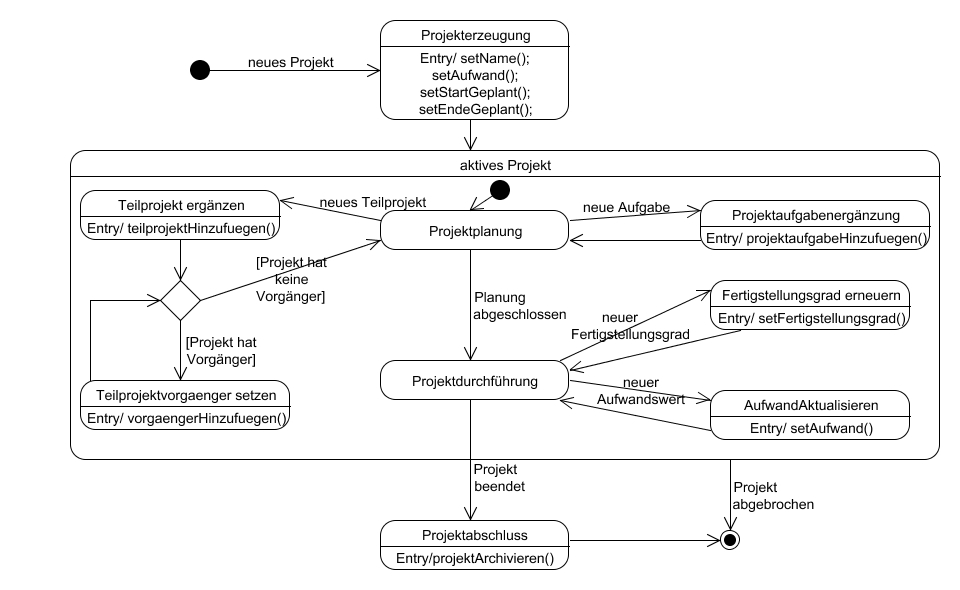 Projekterzeugung
Entry/ setName();
setAufwand();
setStartGeplant();
setEndeGeplant();
neues Projekt
aktives Projekt
Teilprojekt ergänzen
Entry/ teilprojektHinzufuegen()
neues Teilprojekt
Projektplanung
neue Aufgabe
Projektaufgabenergänzung
Entry/ projektaufgabeHinzufuegen()
[Projekt hat
keine
Vorgänger]
Planung
abgeschlossen
neuer
Fertigstellungsgrad
Fertigstellungsgrad erneuern
Entry/ setFertigstellungsgrad()
[Projekt hat
Vorgänger]
Teilprojektvorgaenger setzen
Entry/ vorgaengerHinzufuegen()
Projektdurchführung
neuer
Aufwandswert
AufwandAktualisieren
Entry/ setAufwand()
Projekt
beendet
Projekt
abgebrochen
Projektabschluss
Entry/projektArchivieren()